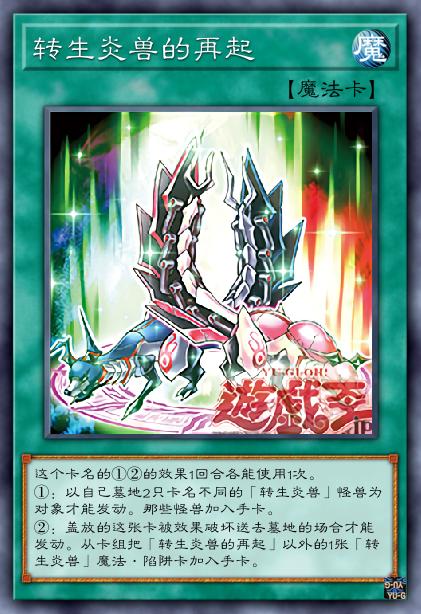 转生炎兽的再起
魔
【魔法卡】
YU-GI-OH!
遊戯王
jp
这个卡名的①②的效果1回合各能使用1次。
①：以自己墓地2只卡名不同的「转生炎兽」怪兽为
对象才能发动。那些怪兽加入手卡。
②：盖放的这张卡被效果破坏送去墓地的场合才能
发动。从卡组把「转生炎兽的再起」以外的1张「转
生炎兽」魔法·陷阱卡加入手卡。